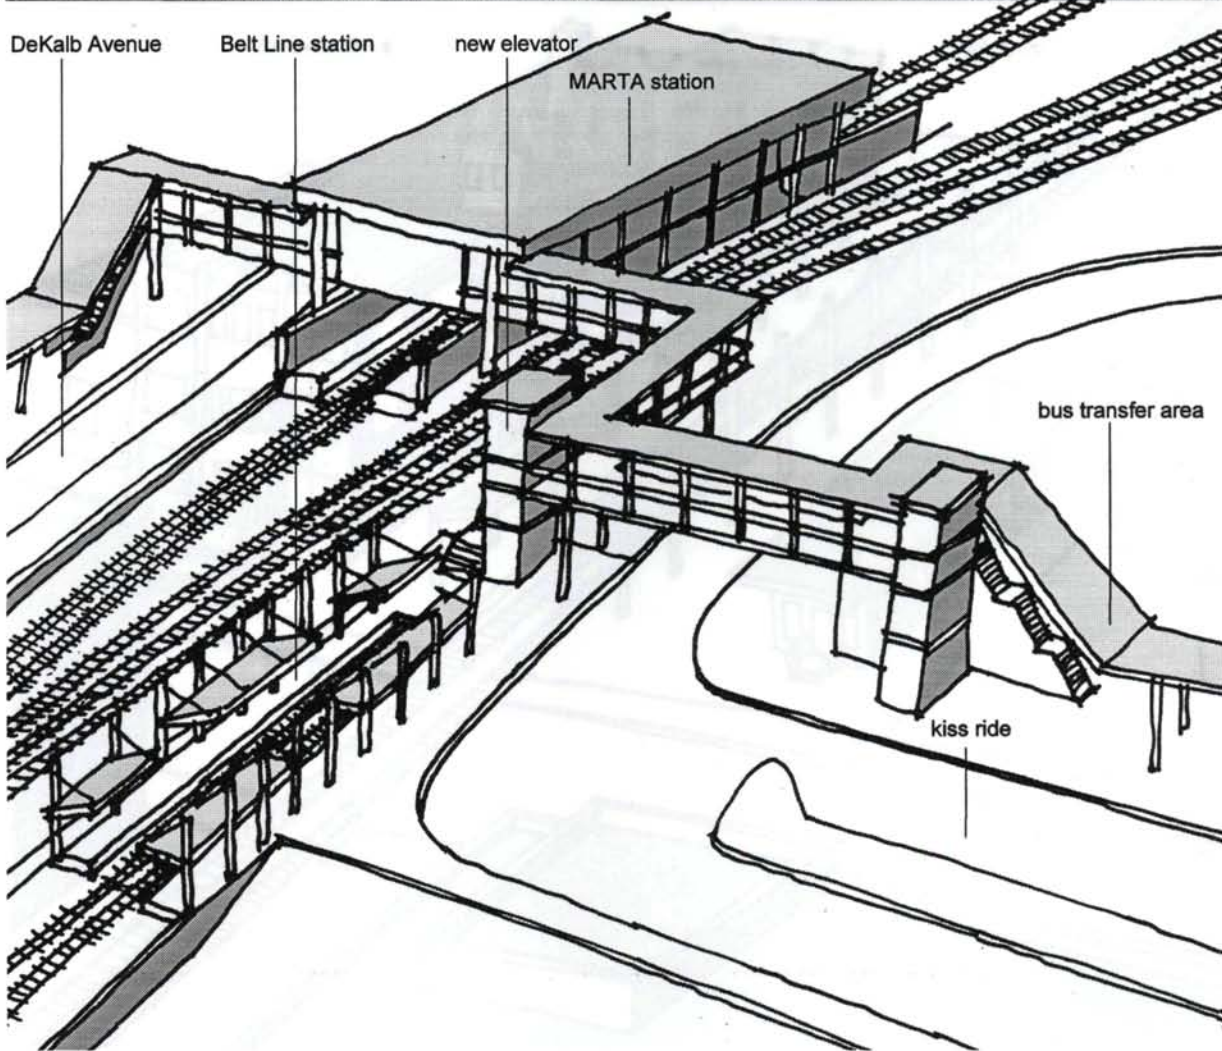 DeKalb Avenue
Belt Line station
new elevator
MARTA station
bus transfer area
kiss ride